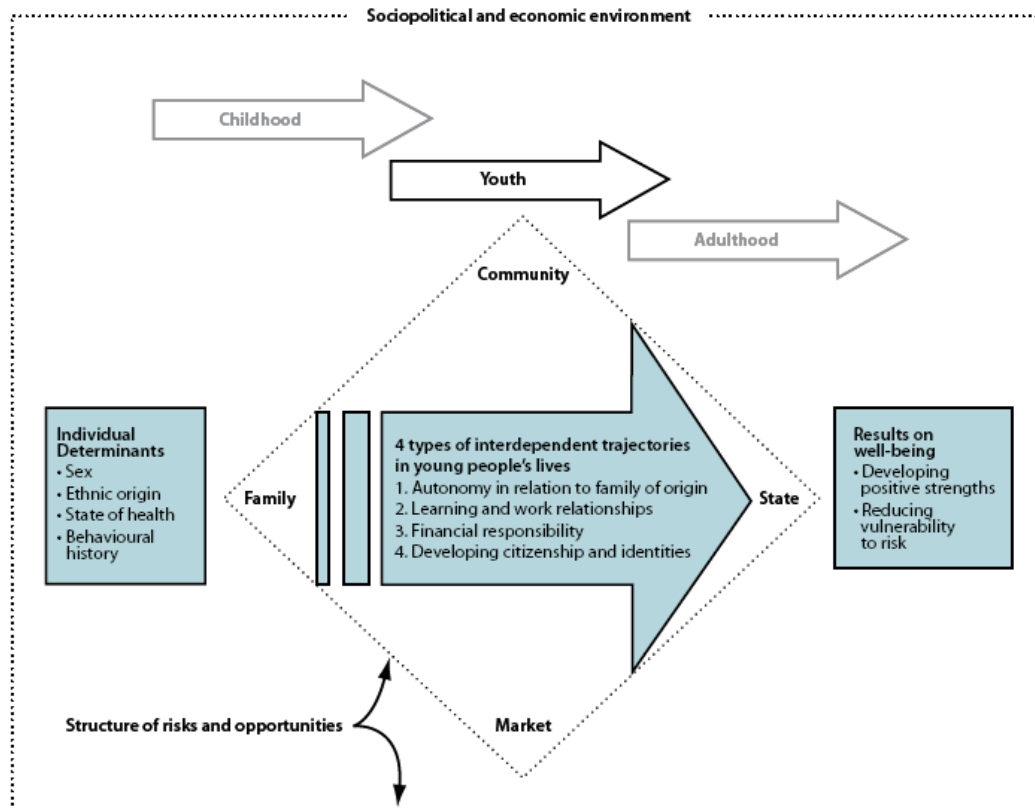 Sociopolitical and economic environment
Childhood
Youth
Adulthood
Community
Individual
Determinants
• Sex
• Ethnic origin
• State of health
• Behavioural
history
Family
4 types of interdependent trajectories
in young people's lives
1. Autonomy in relation to family of origin
2. Learning and work relationships
3. Financial responsibility
4. Developing citizenship and identities
State
Results on
well-being
• Developing
positive strengths
• Reducing
vulnerability
to risk
Structure of risks and opportunities
Market